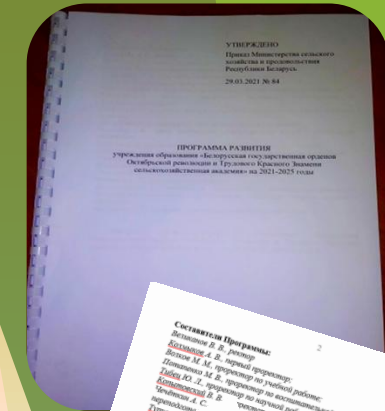 УТВЕРЖДЕНО
Приказ Министерства сельского
хозяйства и продовольствия
Республики Беларусь
29.03.2021 № 84
ПРОГРАММА РАЗВИТИЯ
учреждения образования «Белорусская государственная орденов
Октябрьской революции и Трудового Красного Знамени
сельскохозяйственная академия» на 2021-2025 годы
2
Составители Программы:
Великанов В. В., ректор
Колмыков А. В., первый проректор;
Волков М. М., проректор по учебной работе;
Потапенко М. В., проректор по воспитательной
Тибец Ю. Л., проректор по научной
В. В.
А. С.